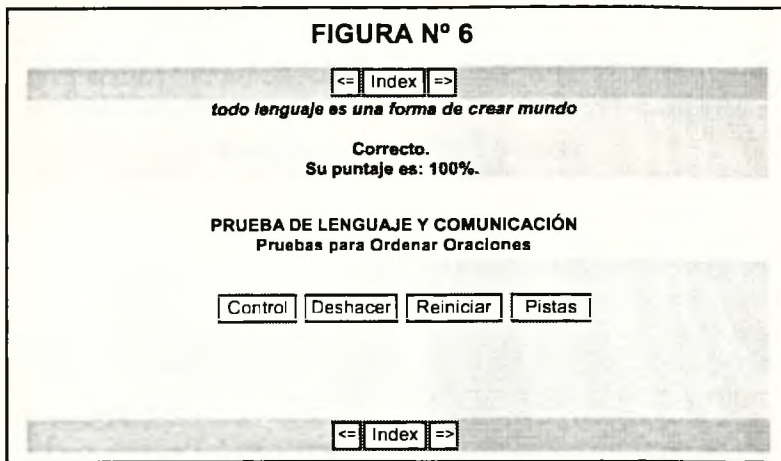 FIGURA Nº 6
<= Index =>
todo lenguaje es una forma de crear mundo
Correcto.
Su puntaje es: 100%.
PRUEBA DE LENGUAJE Y COMUNICACIÓN
Pruebas para Ordenar Oraciones
Control Deshacer Reiniciar Pistas
<= Index =>